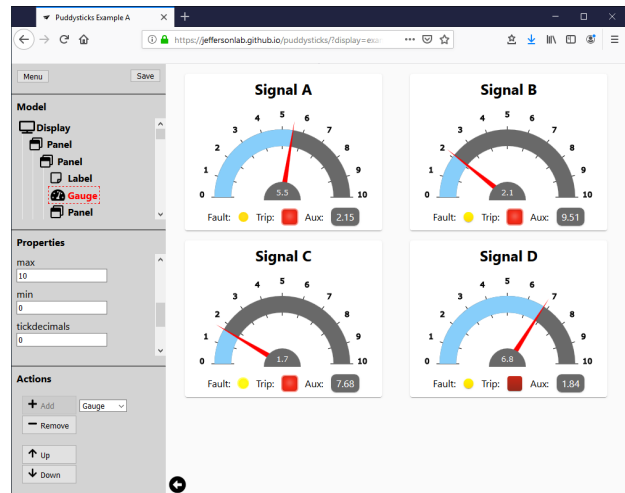 Puddysticks Example A
https://jeffersonlab.github.io/puddysticks/?display=exa
Menu
Save
Model
Display
Panel
Panel
Label
Gauge
Panel
Properties
max
10
min
0
tickdecimals
0
Actions
Add
Gauge
Remove
Up
Down
Signal A
0 1 2 3 4 5 6 7 8 9 10
5.5
Fault: Trip: Aux: 2.15
Signal B
0 1 2 3 4 5 6 7 8 9 10
2.1
Fault: Trip: Aux: 9.51
Signal C
0 1 2 3 4 5 6 7 8 9 10
1.7
Fault: Trip: Aux: 7.68
Signal D
0 1 2 3 4 5 6 7 8 9 10
6.8
Fault: Trip: Aux: 1.84